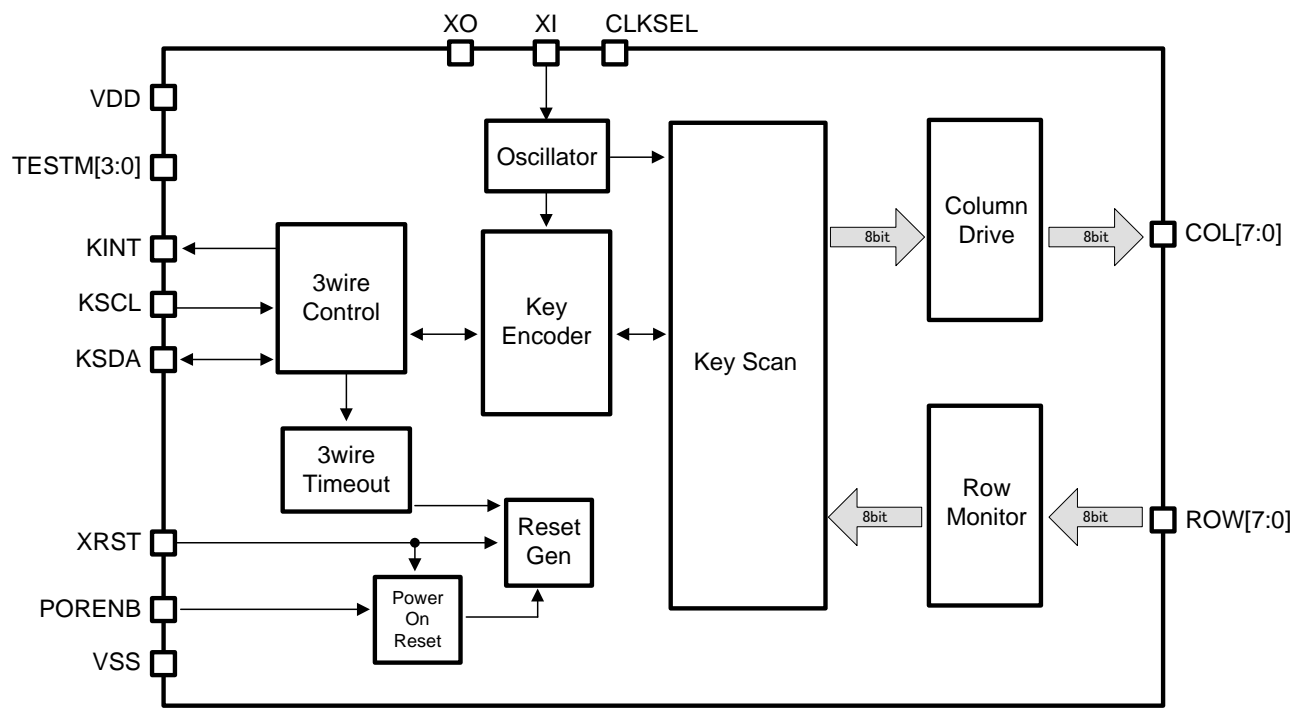 XO XI CLKSEL
VDD
TESTM[3:0]
KINT
KSCL
KSDA
XRST
PORENB
VSS
Oscillator
3wire
Control
Key
Encoder
3wire
Timeout
Reset
Gen
Power
On
Reset
Key Scan
8bit
Column
Drive
8bit
COL[7:0]
8bit
Row
Monitor
8bit
ROW[7:0]